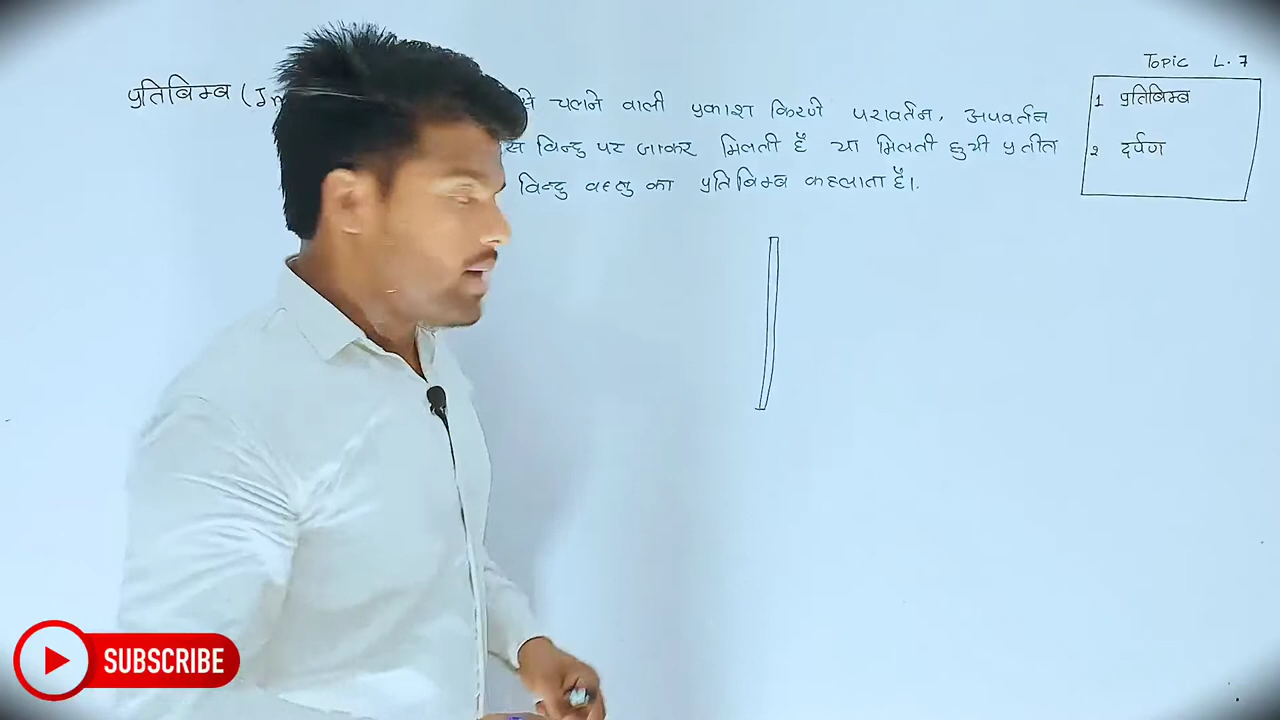 Topic L.7
1 प्रतिबिम्ब
2 दर्पण
प्रतिबिम्ब (
से चलने वाली प्रकाश किरणे परावर्तन, अपवर्तन
बिन्दु पर जाकर मिलती है या मिलती हुयी प्रतीत
बिन्दु वस्तु का प्रतिबिम्ब कहलाता है।
SUBSCRIBE